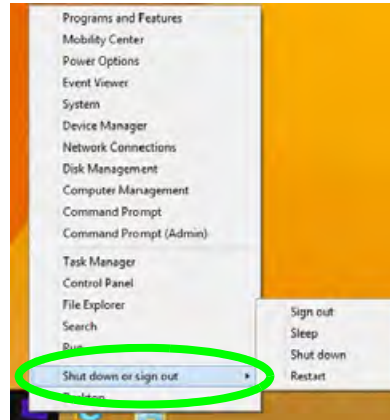 Programs and Features
Mobility Center
Power Options
Event Viewer
System
Device Manager
Network Connections
Disk Management
Computer Management
Command Prompt
Command Prompt (Admin)
Task Manager
Control Panel
File Explorer
Search
Run
Shut down or sign out
Desktop
Sign out
Sleep
Shut down
Restart